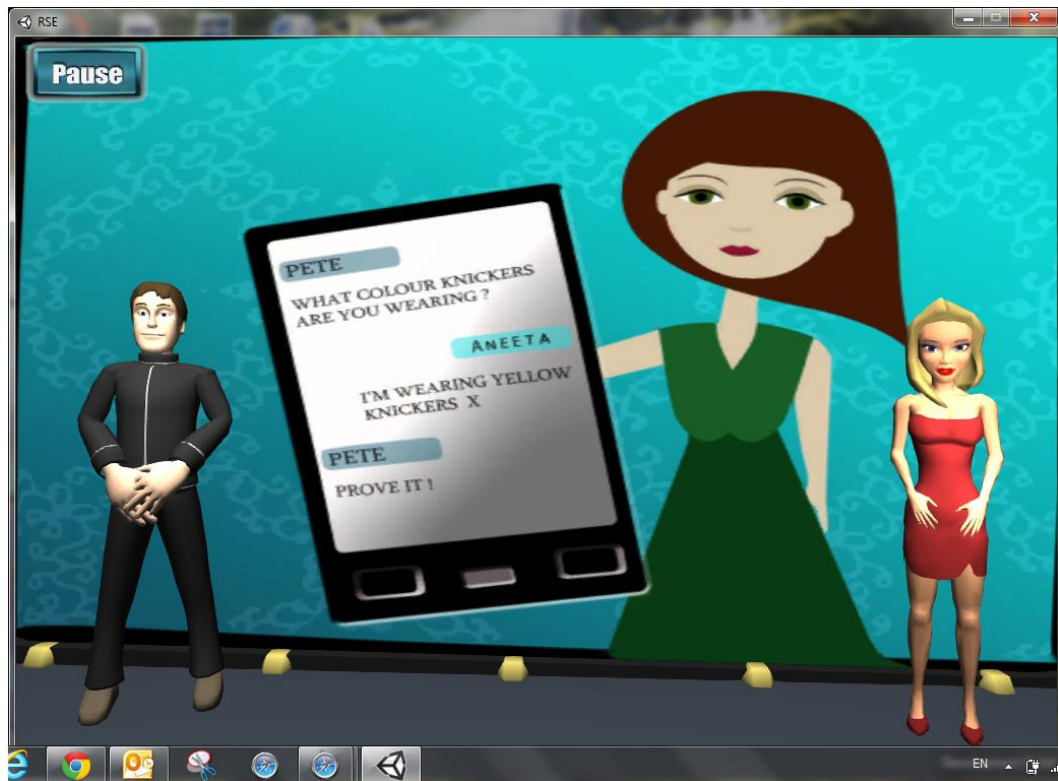 RSE
Pause
PETE
WHAT COLOUR KNICKERS
ARE YOU WEARING ?
ANEETA
I'M WEARING YELLOW
KNICKERS X
PETE
PROVE IT !
EN